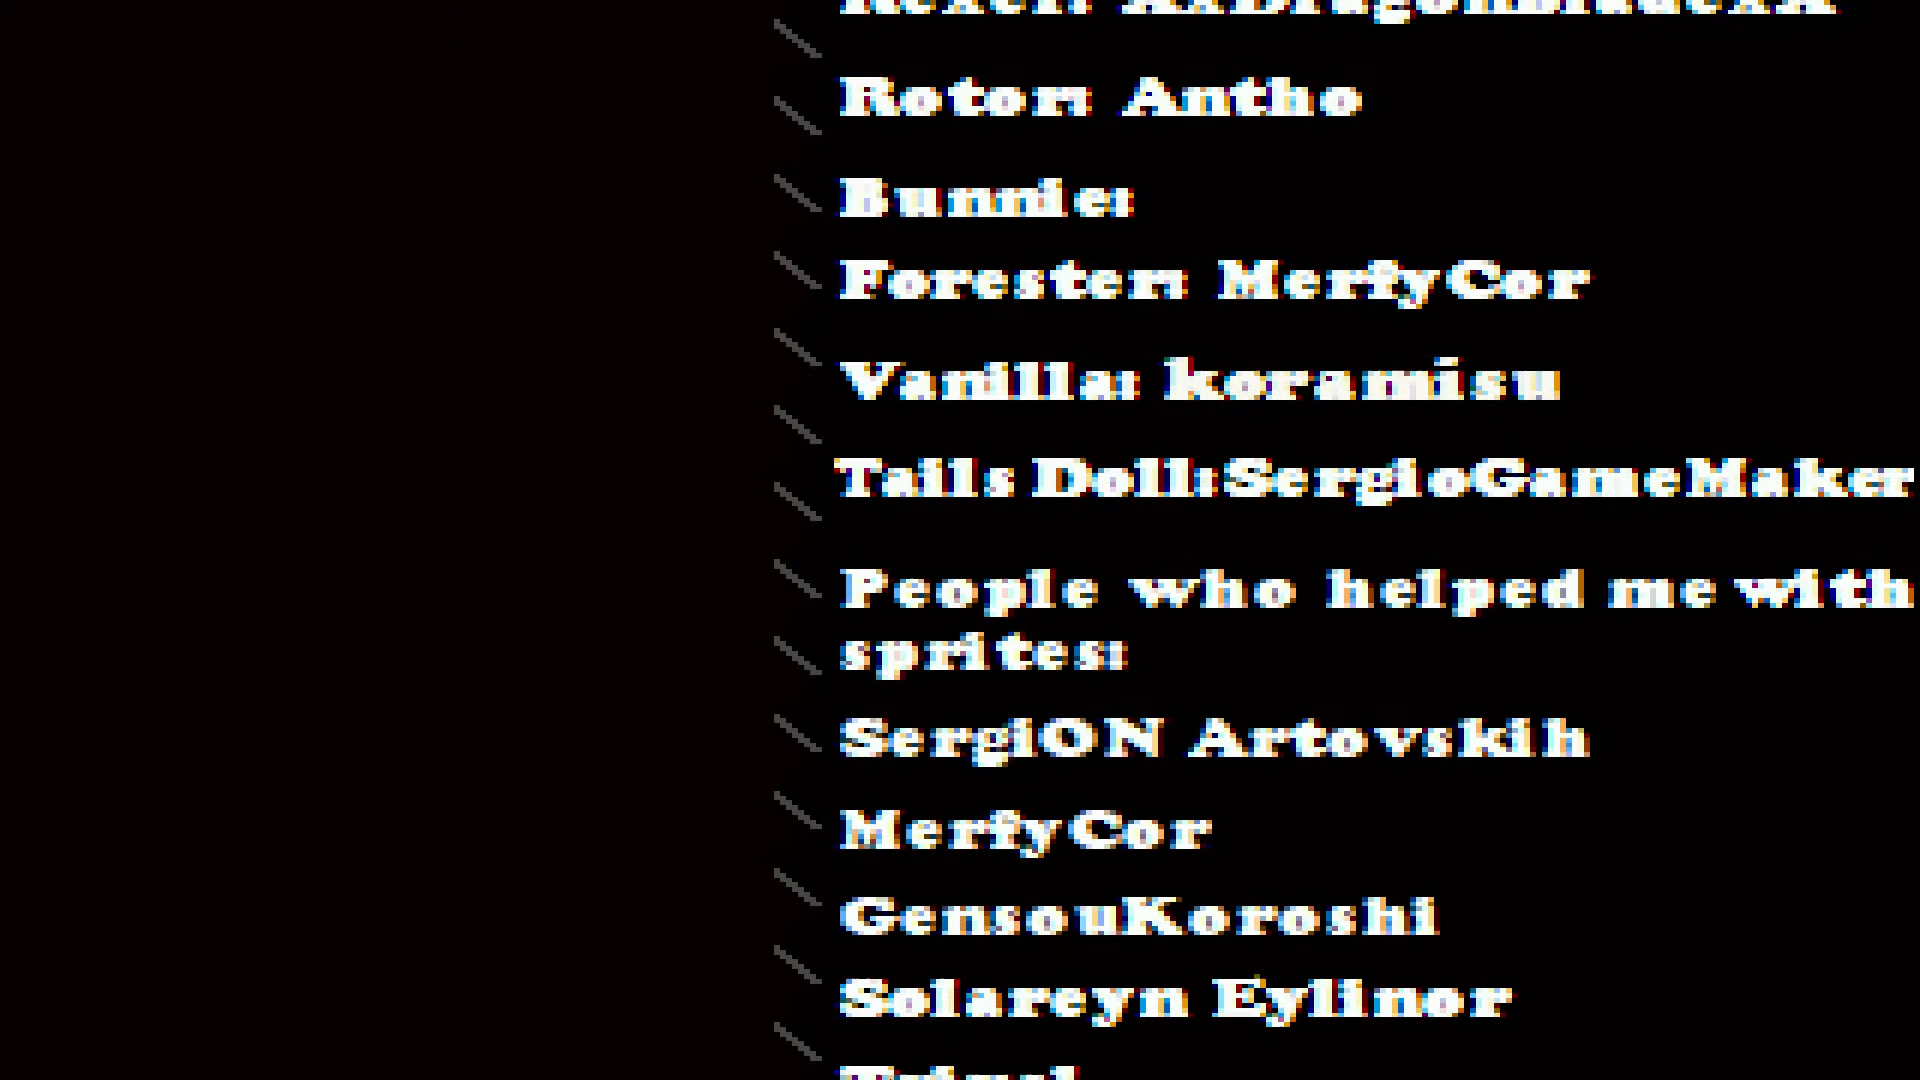 Rotor: Antho
Bunnie:
Forester: MerfyCor
Vanilla: koramisu
Tails Doll:SergioGameMaker
People who helped me with
sprites:
SergiON Artovskih
MerfyCor
GensouKoroshi
Solareyn Eylinor